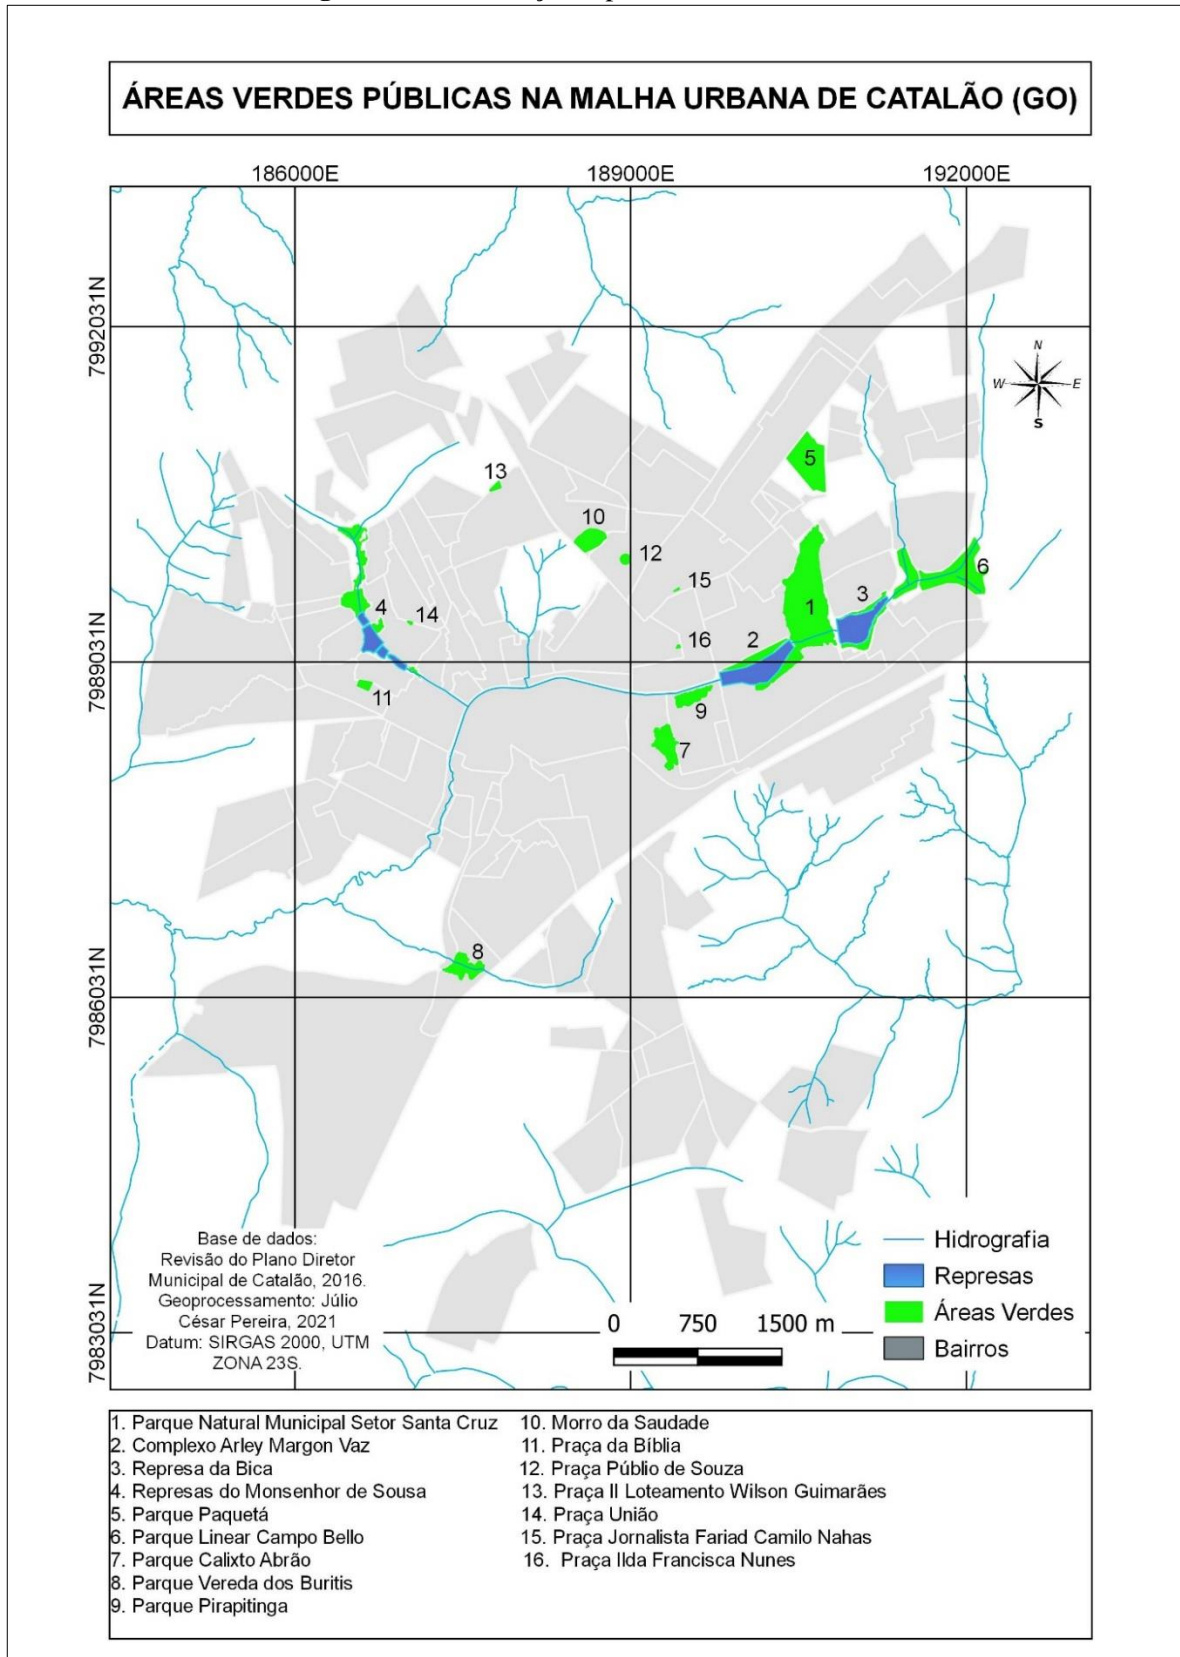 ÁREAS VERDES PÚBLICAS NA MALHA URBANA DE CATALÃO (GO)
186000E 189000E 192000E
7992031N
7989031N
7986031N
7983031N
N
W E
S
5
13
10
12
15
6
3
1
4
14
16
2
11
9
7
8
Base de dados:
Revisão do Plano Diretor
Municipal de Catalão, 2016.
Geoprocessamento: Júlio
César Pereira, 2021
Datum: SIRGAS 2000, UTM
ZONA 23S.
0 750 1500 m
Hidrografia
Represas
Áreas Verdes
Bairros
1. Parque Natural Municipal Setor Santa Cruz
2. Complexo Arley Margon Vaz
3. Represa da Bica
4. Represas do Monsenhor de Sousa
5. Parque Paquetá
6. Parque Linear Campo Bello
7. Parque Calixto Abrão
8. Parque Vereda dos Buritis
9. Parque Pirapitinga
10. Morro da Saudade
11. Praça da Bíblia
12. Praça Públio de Souza
13. Praça II Loteamento Wilson Guimarães
14. Praça União
15. Praça Jornalista Fariad Camilo Nahas
16. Praça Ilda Francisca Nunes